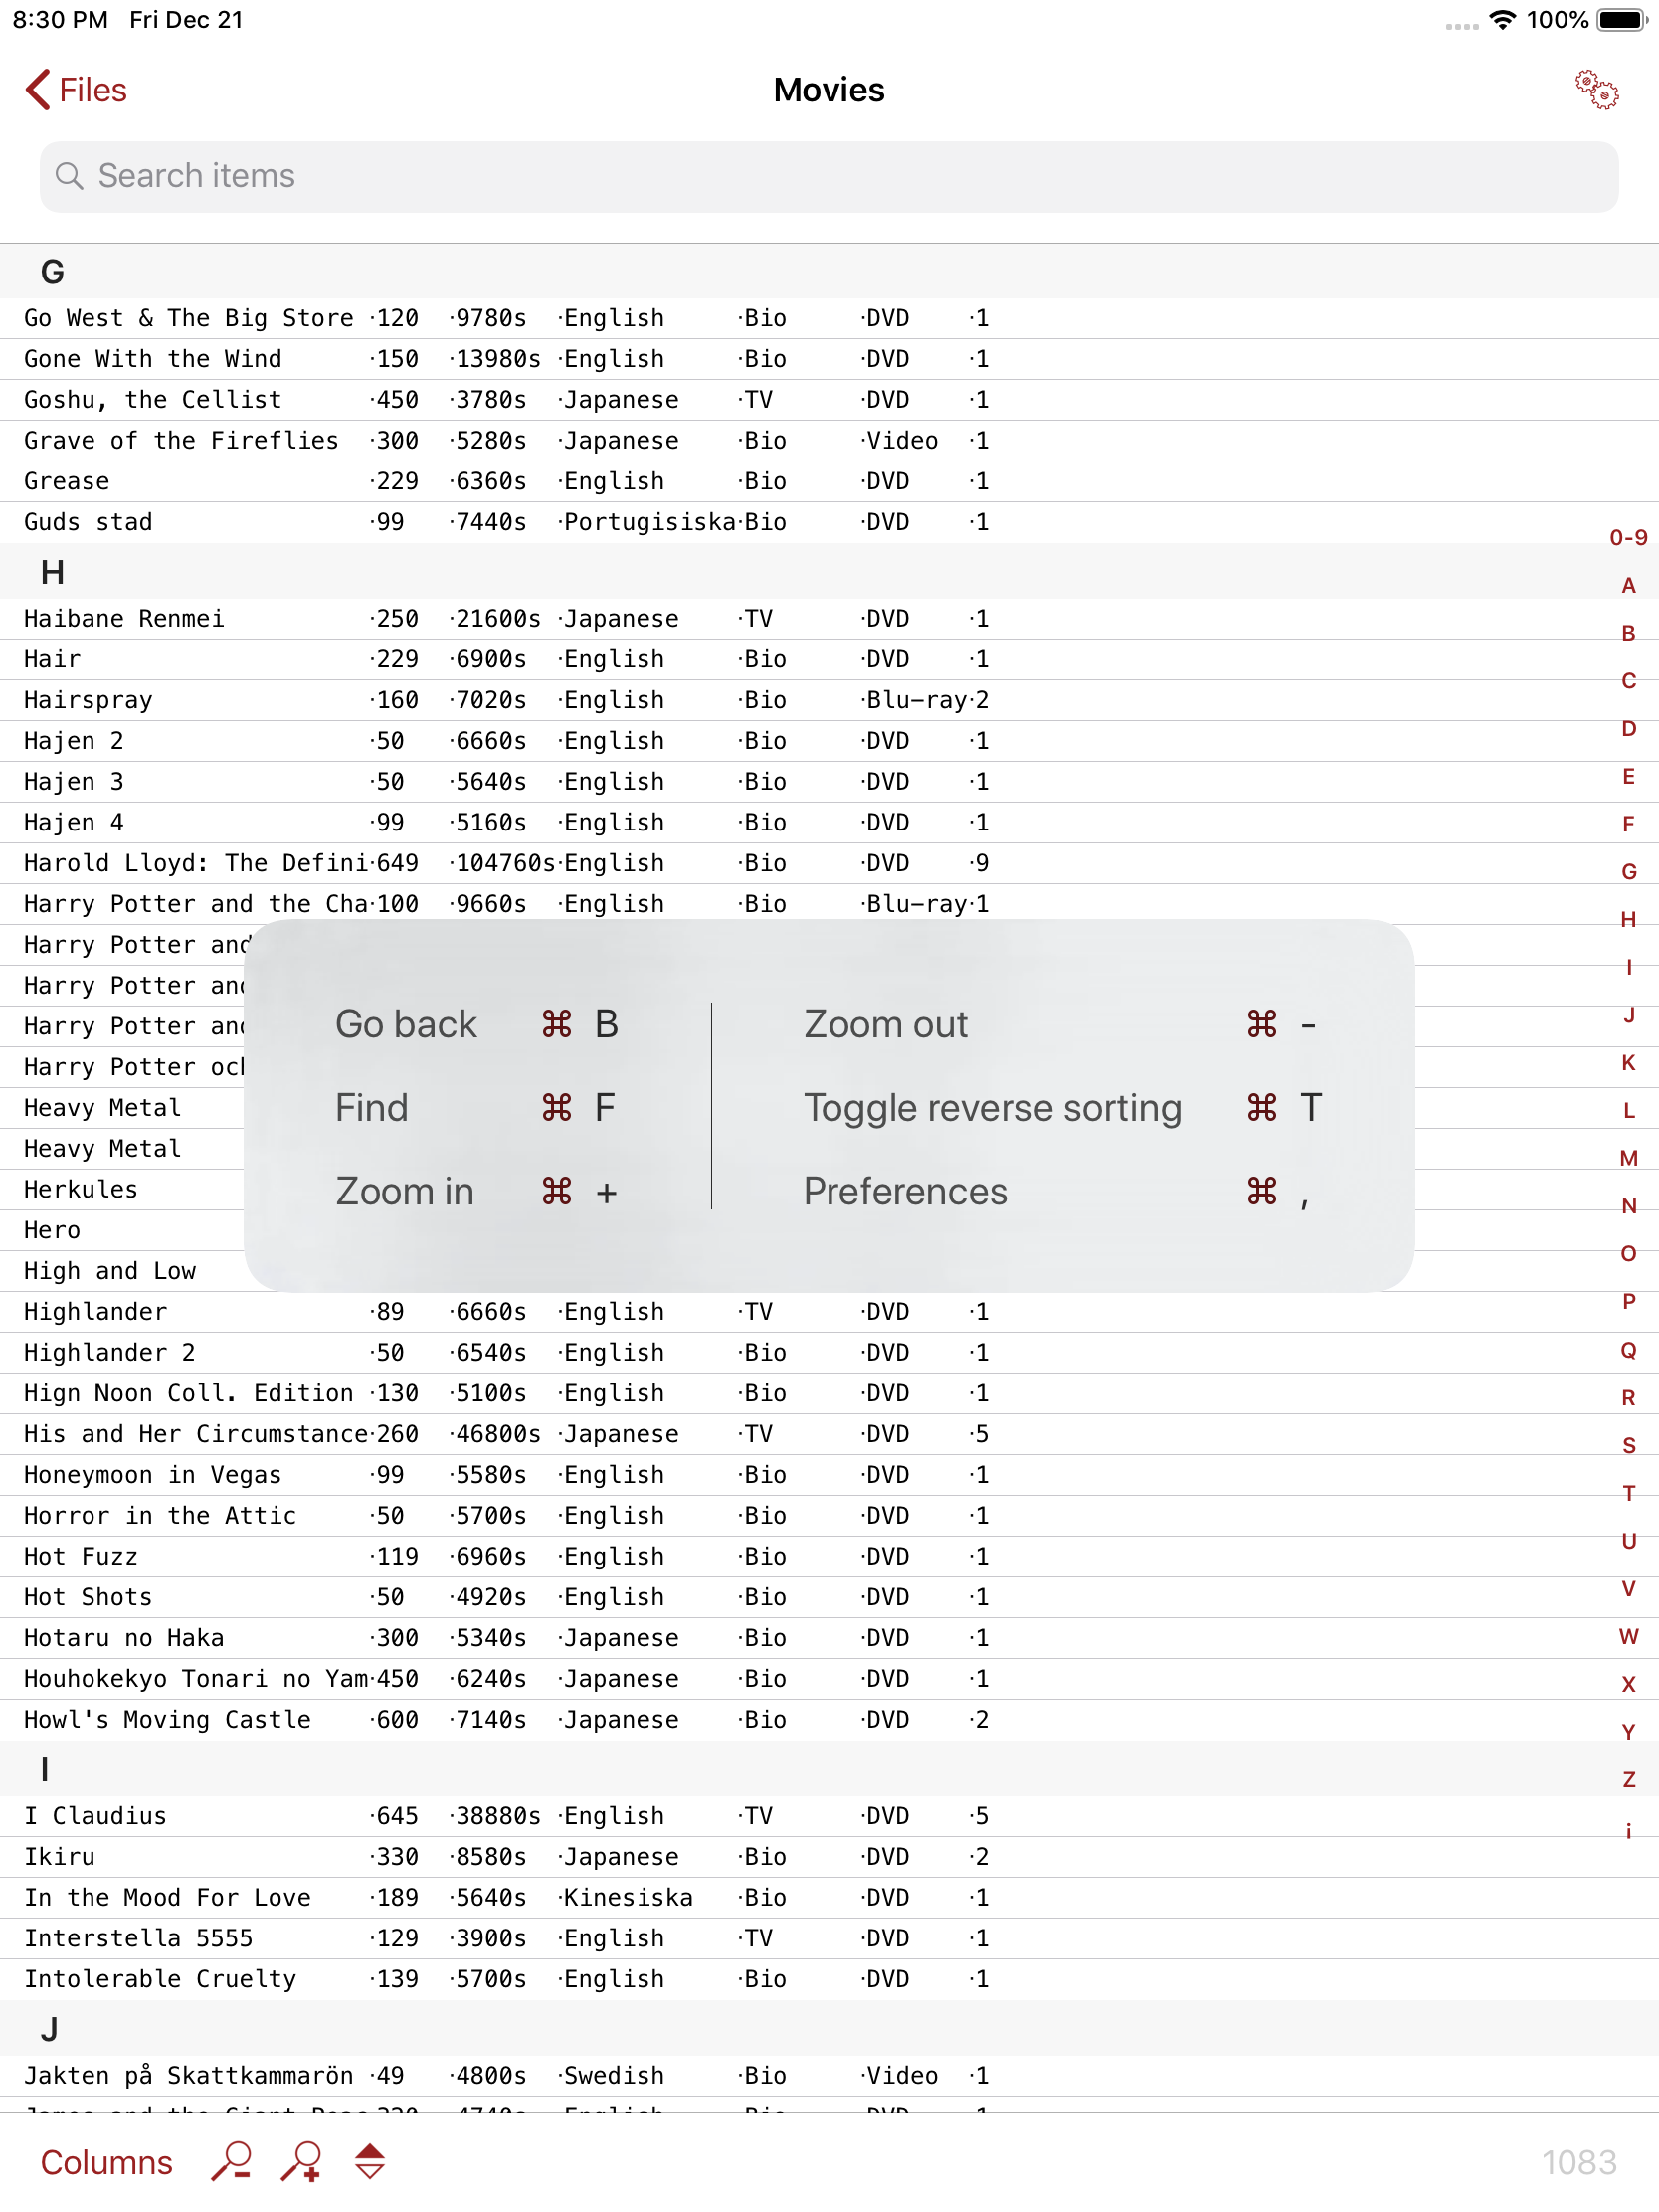 8:30 PM Fri Dec 21 100%
Files Movies
Search items
G
Go West & The Big Store ·120 ·9780s ·English ·Bio ·DVD ·1
Gone With the Wind ·150 ·13980s ·English ·Bio ·DVD ·1
Goshu, the Cellist ·450 ·3780s ·Japanese ·TV ·DVD ·1
Grave of the Fireflies ·300 ·5280s ·Japanese ·Bio ·Video ·1
Grease ·229 ·6360s ·English ·Bio ·DVD ·1
Guds stad ·99 ·7440s ·Portugisiska·Bio ·DVD ·1
H
Haibane Renmei ·250 ·21600s ·Japanese ·TV ·DVD ·1
Hair ·229 ·6900s ·English ·Bio ·DVD ·1
Hairspray ·160 ·7020s ·English ·Bio ·Blu-ray·2
Hajen 2 ·50 ·6660s ·English ·Bio ·DVD ·1
Hajen 3 ·50 ·5640s ·English ·Bio ·DVD ·1
Hajen 4 ·99 ·5160s ·English ·Bio ·DVD ·1
Harold Lloyd: The Defini·649 ·104760s·English ·Bio ·DVD ·9
Harry Potter and the Cha·100 ·9660s ·English ·Bio ·Blu-ray·1
Harry Potter and
Harry Potter and
Harry Potter and
Harry Potter och
Heavy Metal
Heavy Metal
Herkules
Hero
High and Low
Go back ⌘ B
Find ⌘ F
Zoom in ⌘ +
Zoom out ⌘ -
Toggle reverse sorting ⌘ T
Preferences ⌘ ,
Highlander ·89 ·6660s ·English ·TV ·DVD ·1
Highlander 2 ·50 ·6540s ·English ·Bio ·DVD ·1
Hign Noon Coll. Edition ·130 ·5100s ·English ·Bio ·DVD ·1
His and Her Circumstance·260 ·46800s ·Japanese ·TV ·DVD ·5
Honeymoon in Vegas ·99 ·5580s ·English ·Bio ·DVD ·1
Horror in the Attic ·50 ·5700s ·English ·Bio ·DVD ·1
Hot Fuzz ·119 ·6960s ·English ·Bio ·DVD ·1
Hot Shots ·50 ·4920s ·English ·Bio ·DVD ·1
Hotaru no Haka ·300 ·5340s ·Japanese ·Bio ·DVD ·1
Houhokekyo Tonari no Yam·450 ·6240s ·Japanese ·Bio ·DVD ·1
Howl's Moving Castle ·600 ·7140s ·Japanese ·Bio ·DVD ·2
I
I Claudius ·645 ·38880s ·English ·TV ·DVD ·5
Ikiru ·330 ·8580s ·Japanese ·Bio ·DVD ·2
In the Mood For Love ·189 ·5640s ·Kinesiska ·Bio ·DVD ·1
Interstella 5555 ·129 ·3900s ·English ·TV ·DVD ·1
Intolerable Cruelty ·139 ·5700s ·English ·Bio ·DVD ·1
J
Jakten på Skattkammarön ·49 ·4800s ·Swedish ·Bio ·Video ·1
0-9
A
B
C
D
E
F
G
H
I
J
K
L
M
N
O
P
Q
R
S
T
U
V
W
X
Y
Z
i
Columns 1083